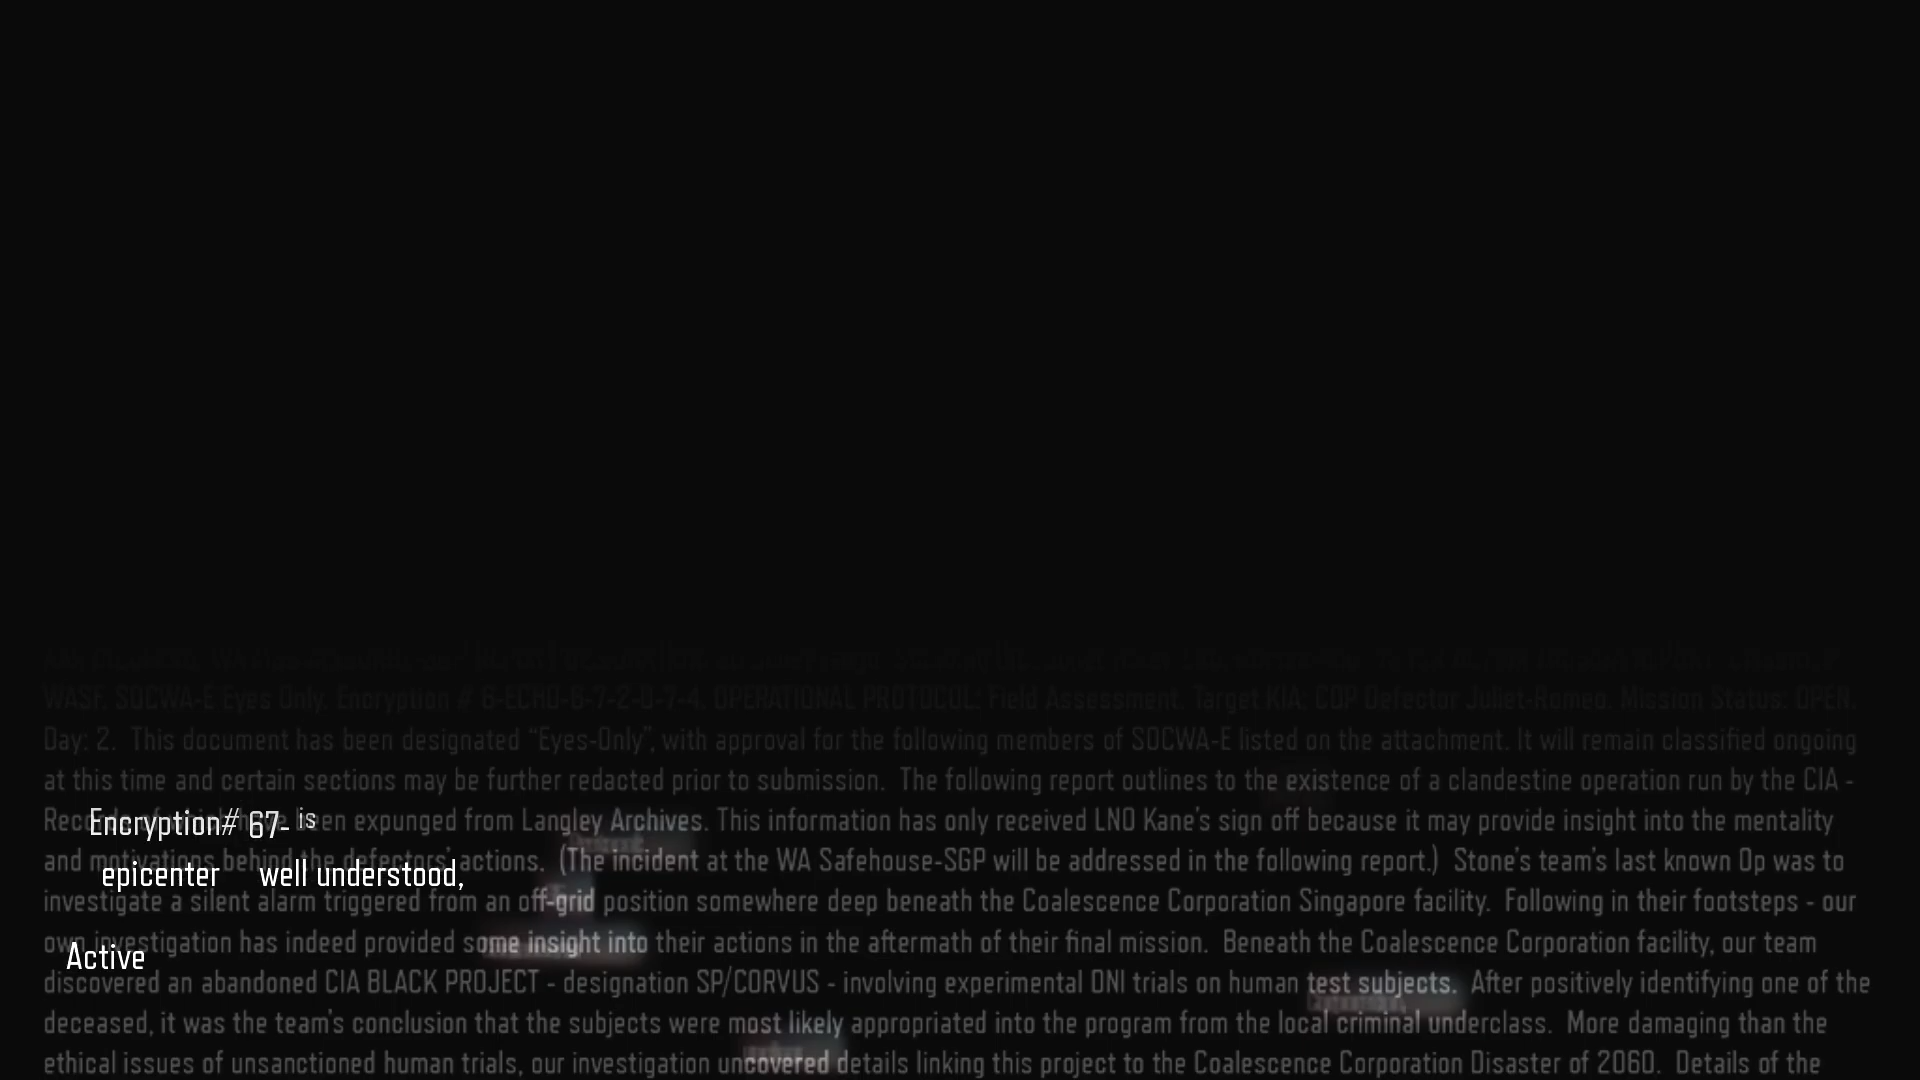 WASF, SOCWA-E Eyes Only, Encryption # 6-ECHO-6-7-2-D-7-4, OPERATIONAL PROTOCOL: Field Assessment. Target KIA: COP Defector Juliet-Romeo. Mission Status: OPER.
Day: 2. This document has been designated “Eyes-Only”, with approval for the following members of SOCWA-E listed on the attachment. It will remain classified ongoing
at this time and certain sections may be further redacted prior to submission. The following report outlines to the existence of a clandestine operation run by the CIA -
Encryption# 67- is
been expunged from Langley Archives. This information has only received LNO Kane's sign off because it may provide insight into the mentality
and motivations behind the defectors' actions. (The incident at the WA Safehouse-SGP will be addressed in the following report.) Stone's team's last known Op was to
epicenter well understood,
investigate a silent alarm triggered from an off-grid position somewhere deep beneath the Coalescence Corporation Singapore facility. Following in their footsteps - our
own investigation has indeed provided some insight into their actions in the aftermath of their final mission. Beneath the Coalescence Corporation facility, our team
Active
discovered an abandoned CIA BLACK PROJECT - designation SP/CORVUS - involving experimental DNI trials on human test subjects. After positively identifying one of the
deceased, it was the team's conclusion that the subjects were most likely appropriated into the program from the local criminal underclass. More damaging than the
ethical issues of unsanctioned human trials, our investigation uncovered details linking this project to the Coalescence Corporation Disaster of 2060. Details of the